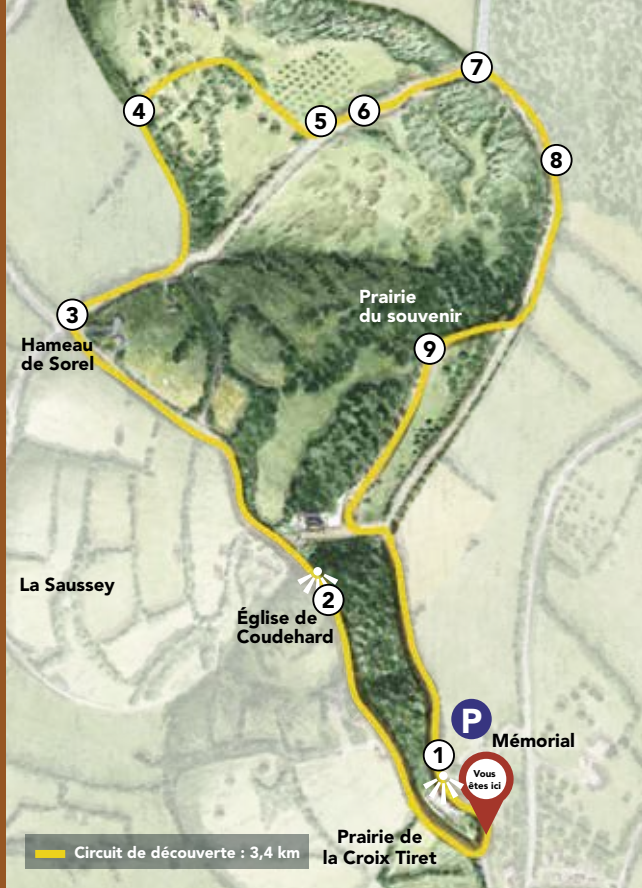 7
4
6
5
8
Prairie
du souvenir
3
9
Hameau
de Sorel
La Saussey
2
Église de
Coudehard
P
Mémorial
1
Vous
êtes ici
Prairie de
la Croix Tiret
Circuit de découverte : 3,4 km